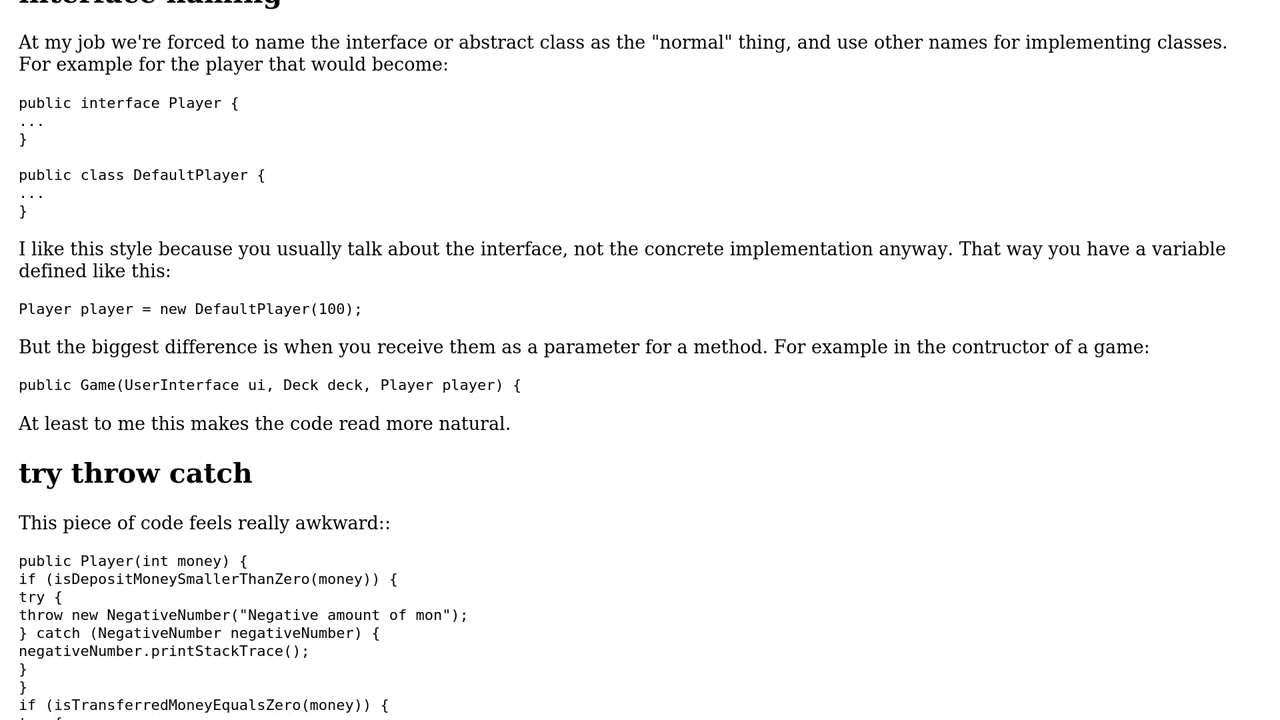 interface naming
At my job we're forced to name the interface or abstract class as the "normal" thing, and use other names for implementing classes.
For example for the player that would become:
public interface Player {
...
}
public class DefaultPlayer {
...
}
I like this style because you usually talk about the interface, not the concrete implementation anyway. That way you have a variable
defined like this:
Player player = new DefaultPlayer(100);
But the biggest difference is when you receive them as a parameter for a method. For example in the contructor of a game:
public Game(UserInterface ui, Deck deck, Player player) {
At least to me this makes the code read more natural.
try throw catch
This piece of code feels really awkward::
public Player(int money) {
if (isDepositMoneySmallerThanZero(money)) {
try {
throw new NegativeNumber("Negative amount of mon");
} catch (NegativeNumber negativeNumber) {
negativeNumber.printStackTrace();
}
}
if (isTransferredMoneyEqualsZero(money)) {